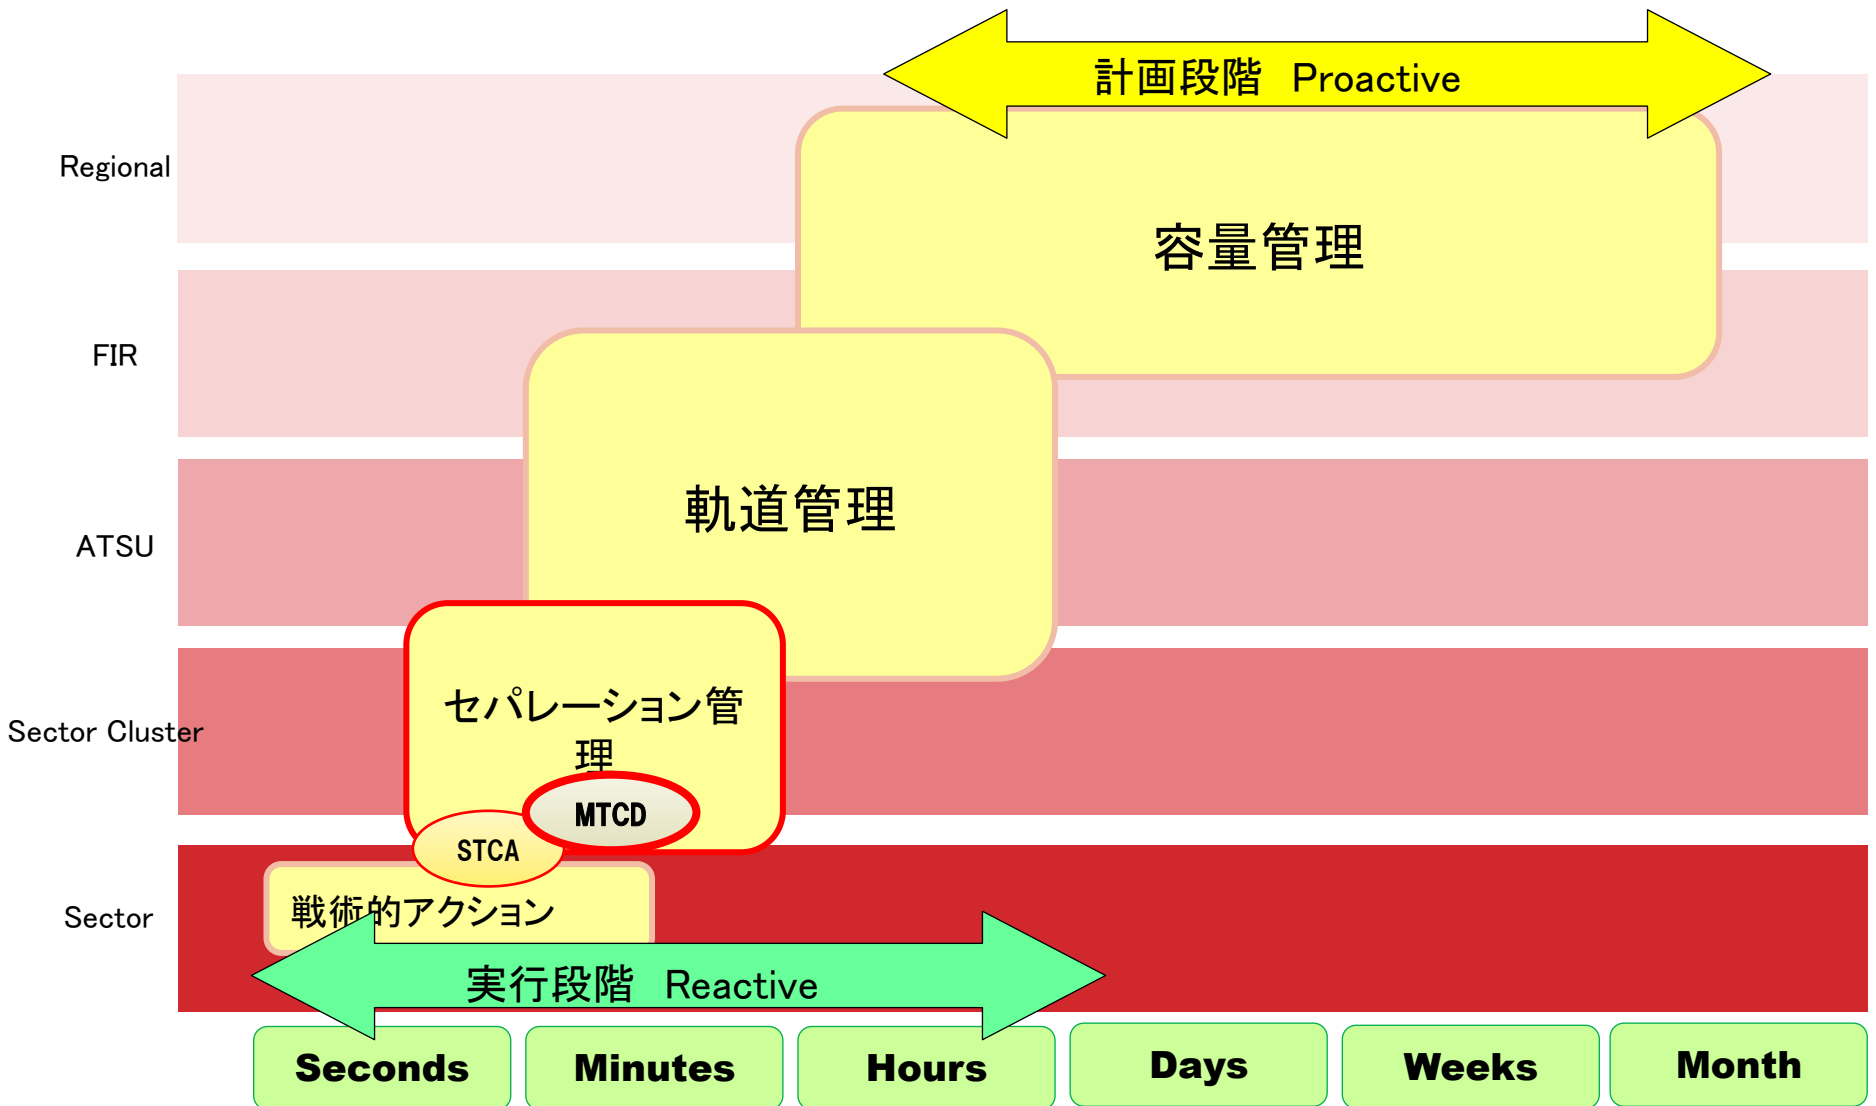 計画段階 Proactive
Regional
容量管理
FIR
軌道管理
ATSU
セパレーション管
理
Sector Cluster
MTCD
STCA
戦術的アクション
Sector
実行段階 Reactive
Seconds
Minutes
Hours
Days
Weeks
Month